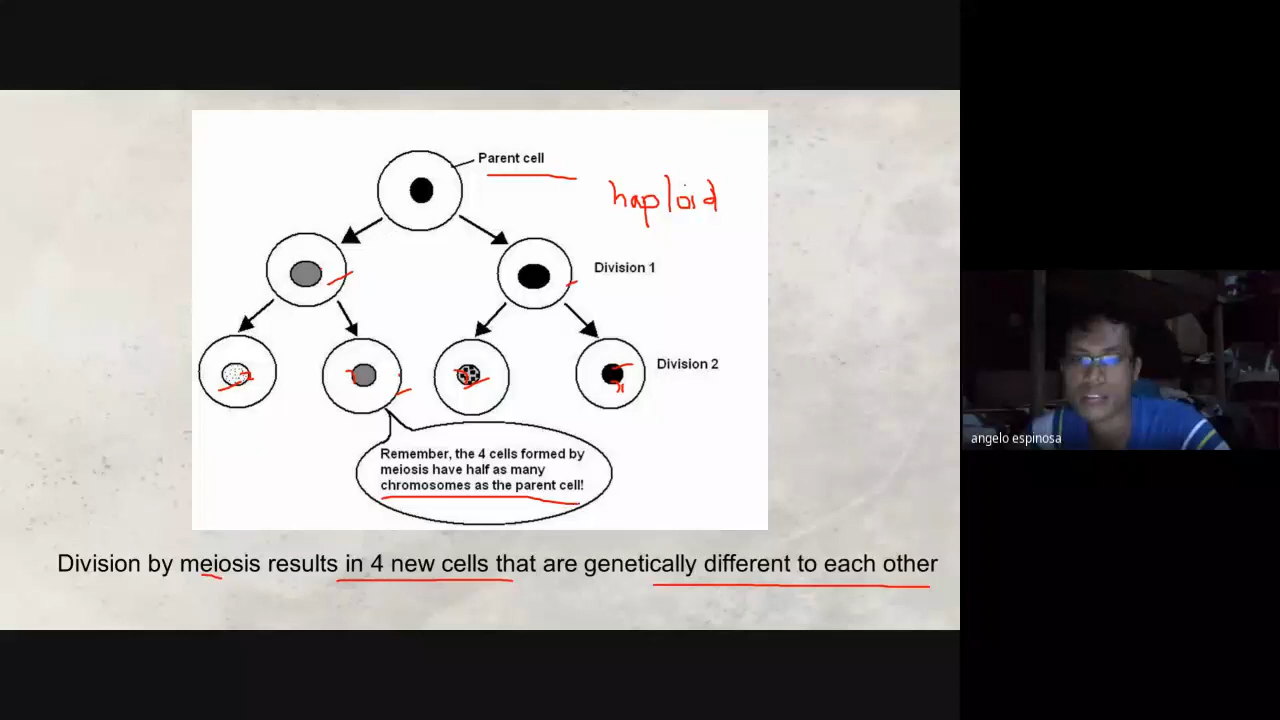 Parent cell
haploid
Division 1
Division 2
Remember, the 4 cells formed by
meiosis have half as many
chromosomes as the parent cell!
Division by meiosis results in 4 new cells that are genetically different to each other
angelo espinosa